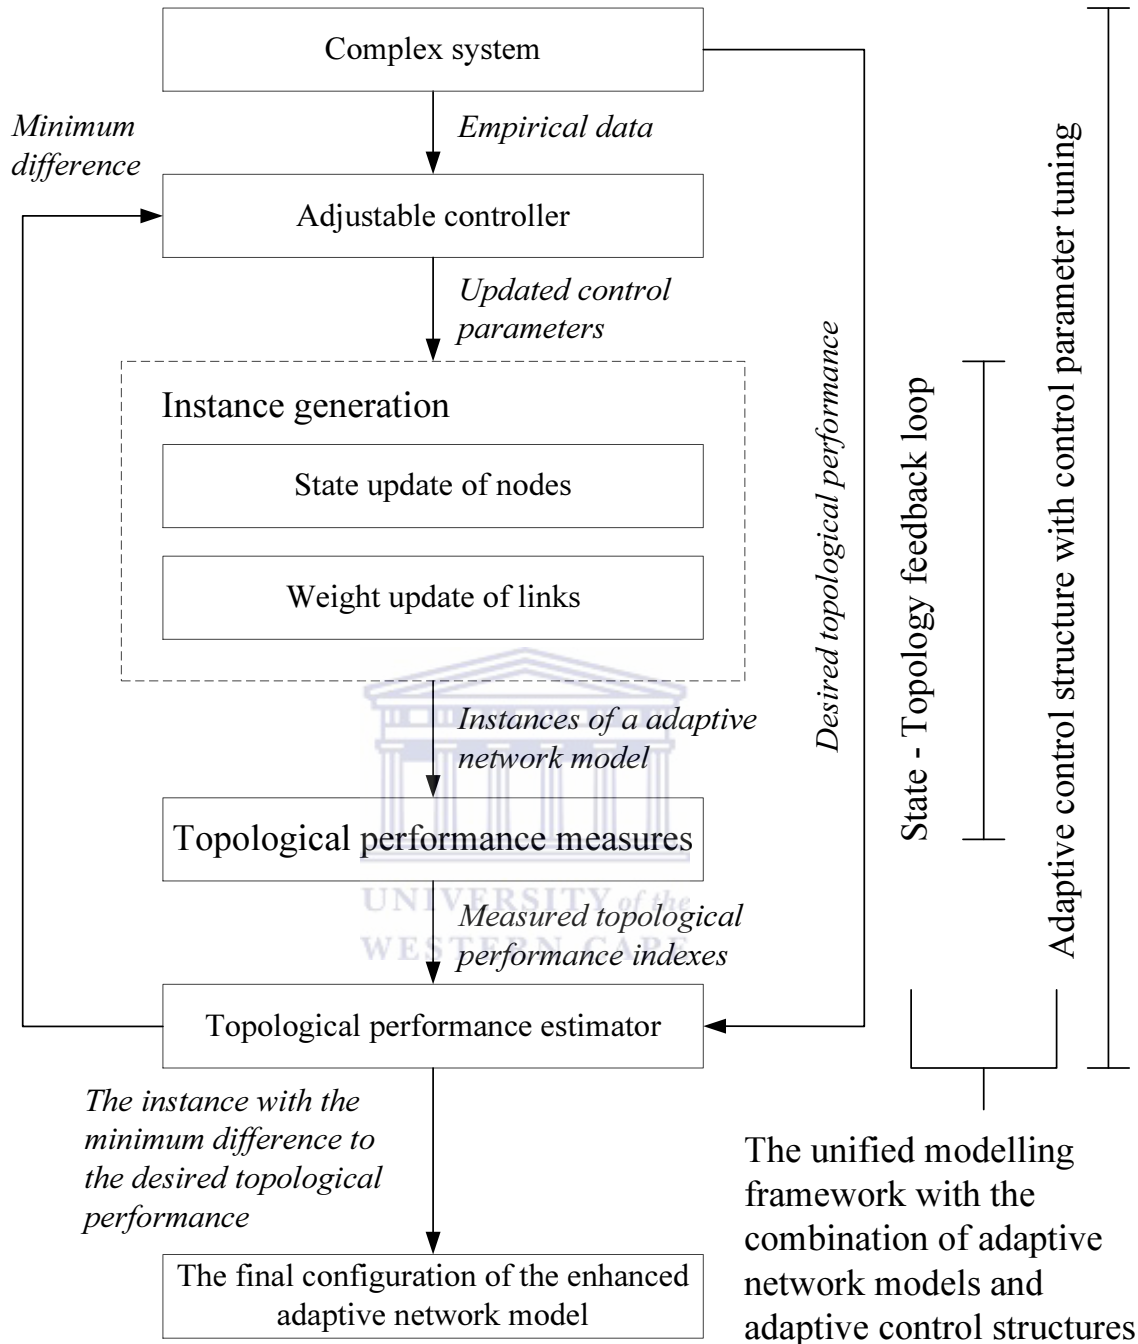 Complex system
Minimum
difference
Empirical data
Adjustable controller
Updated control
parameters
Instance generation
State update of nodes
Weight update of links
Instances of a adaptive
network model
Topological performance measures
UNIVERSITY of the
WESTERN CAPE
Measured topological
performance indexes
Topological performance estimator
The instance with the
minimum difference to
the desired topological
performance
The final configuration of the enhanced
adaptive network model
Desired topological performance
State - Topology feedback loop
Adaptive control structure with control parameter tuning
The unified modelling
framework with the
combination of adaptive
network models and
adaptive control structures